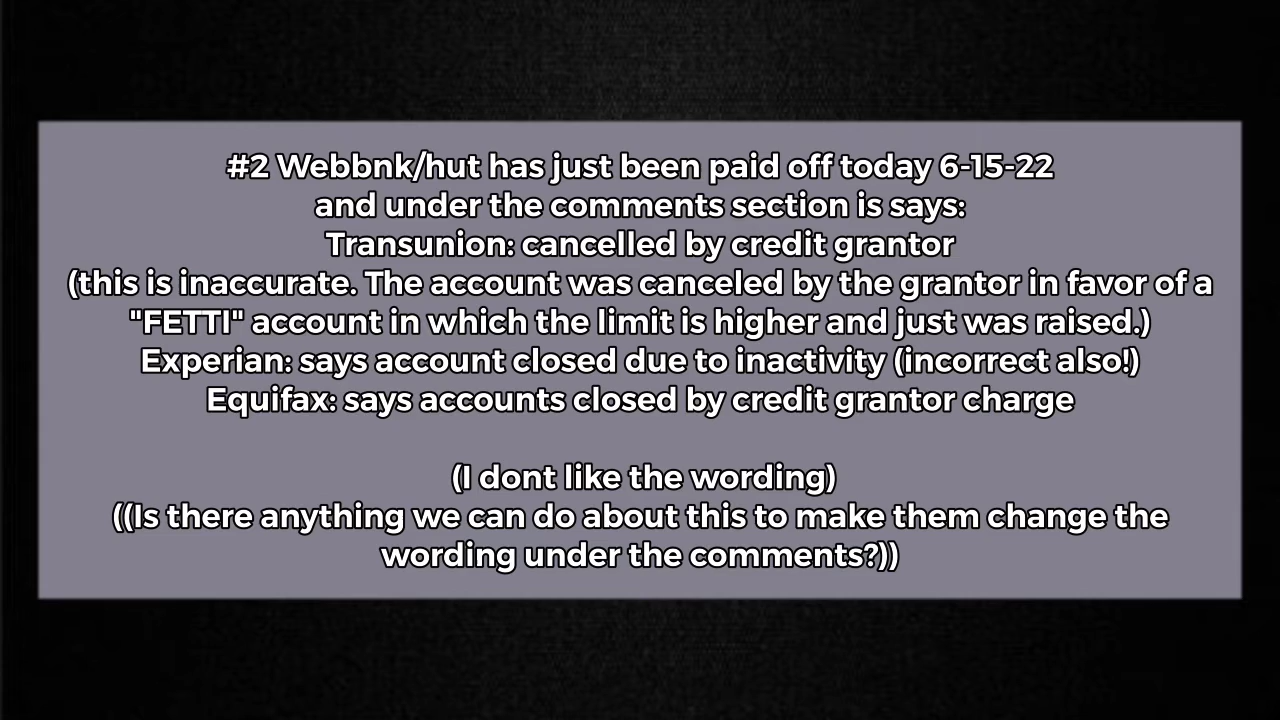 #2 Webbnk/hut has just been paid off today 6-15-22
and under the comments section is says:
Transunion: cancelled by credit grantor
(this is inaccurate. The account was canceled by the grantor in favor of a
"FETTI" account in which the limit is higher and just was raised.)
Experian: says account closed due to inactivity (incorrect also!)
Equifax: says accounts closed by credit grantor charge
(I dont like the wording)
((Is there anything we can do about this to make them change the
wording under the comments?))